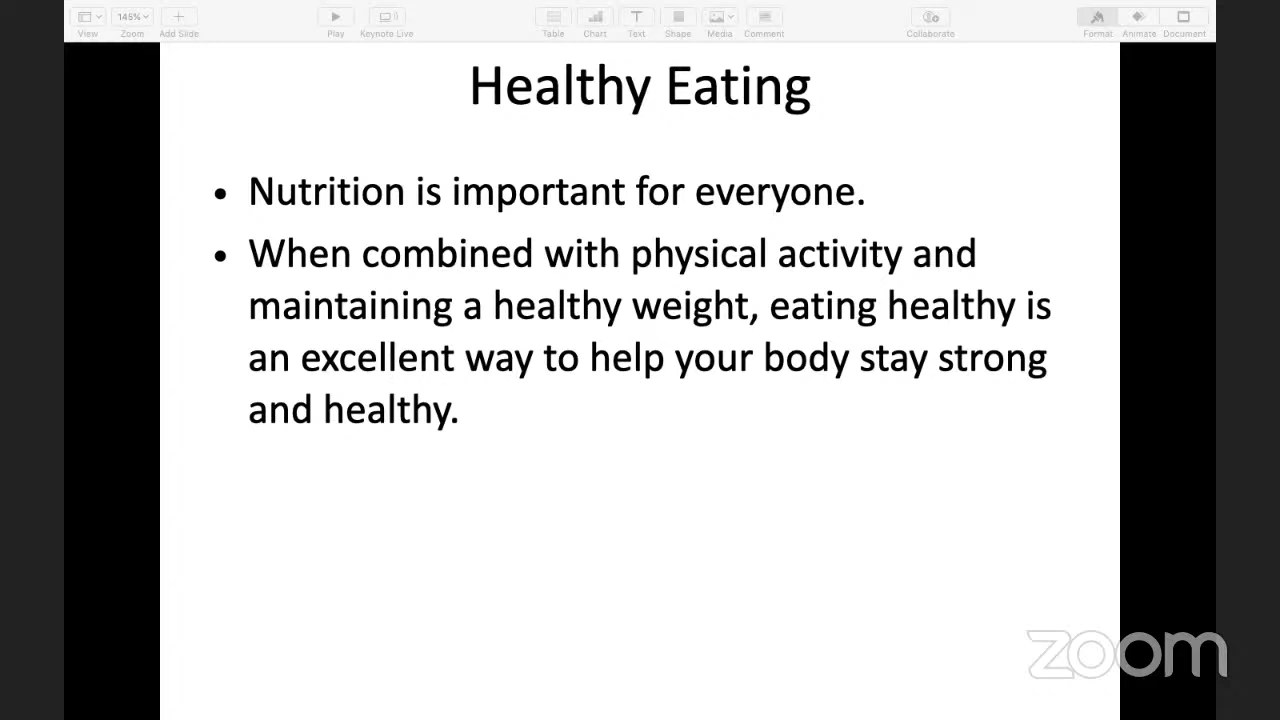 145%
View Zoom Add Slide Play Keynote Live Table Chart Text Shape Media Comment Collaborate Format Animate Document
Healthy Eating
• Nutrition is important for everyone.
• When combined with physical activity and
maintaining a healthy weight, eating healthy is
an excellent way to help your body stay strong
and healthy.
zoom